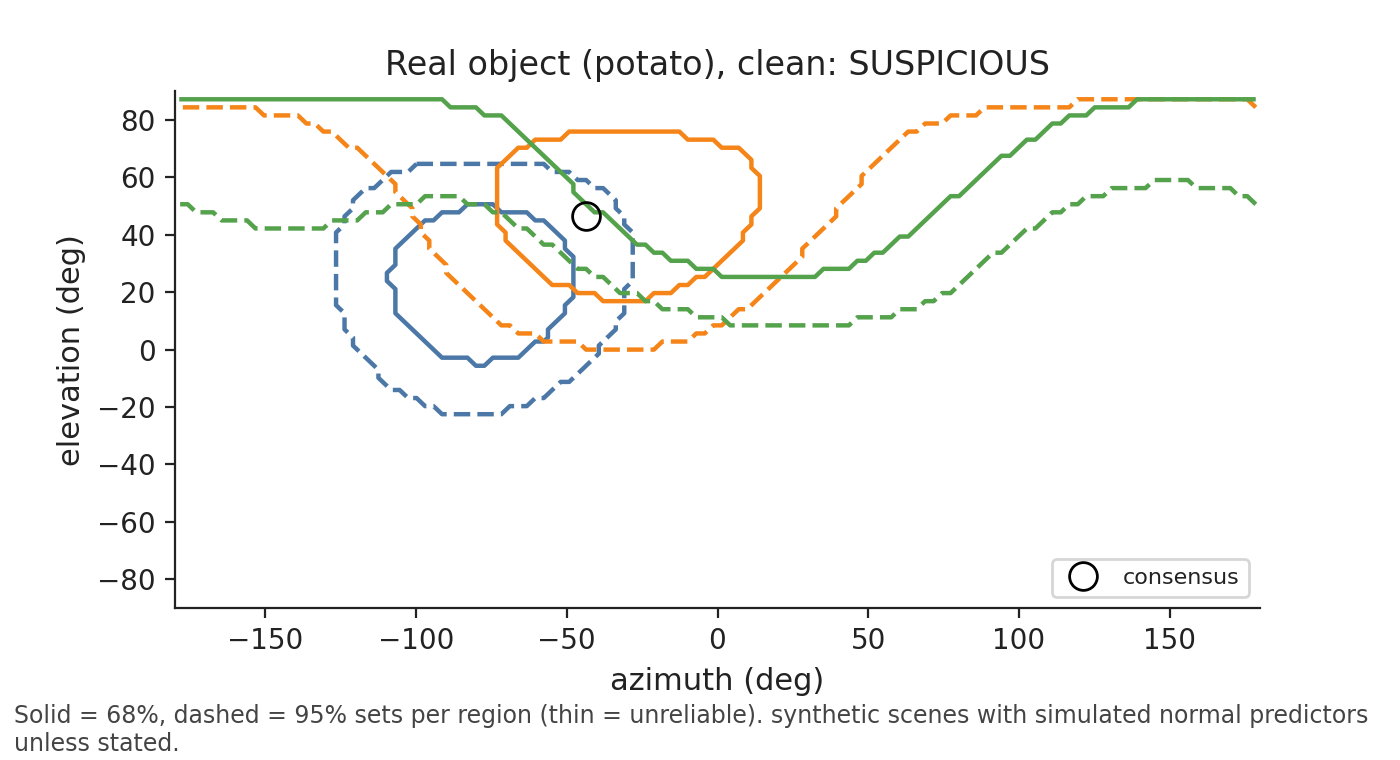 Real object (potato), clean: SUSPICIOUS
elevation (deg)
80
60
40
20
0
−20
−40
−60
−80
consensus
−150
−100
−50
0
50
100
150
azimuth (deg)
Solid = 68%, dashed = 95% sets per region (thin = unreliable). synthetic scenes with simulated normal predictors
unless stated.